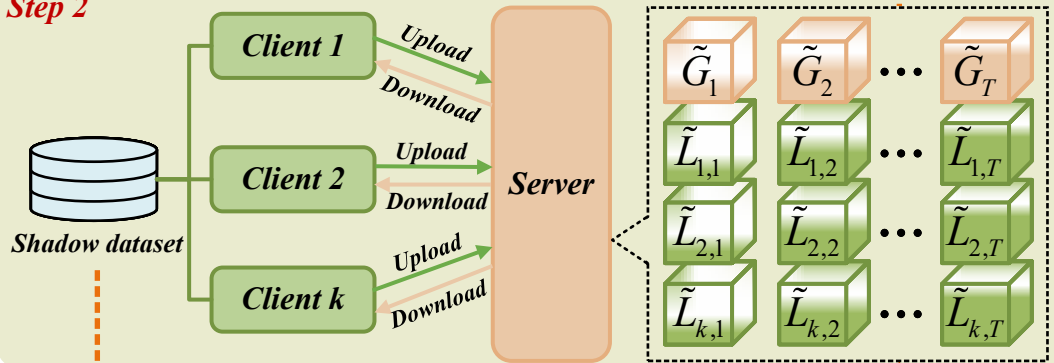 Step 2
Client 1
Client 2
Client k
Shadow dataset
Upload
Download
Upload
Download
Upload
Download
Server
G̃₁ G̃₂ ••• G̃_T
L̃₁,₁ L̃₁,₂ ••• L̃₁,T
L̃₂,₁ L̃₂,₂ ••• L̃₂,T
L̃k,₁ L̃k,₂ ••• L̃k,T